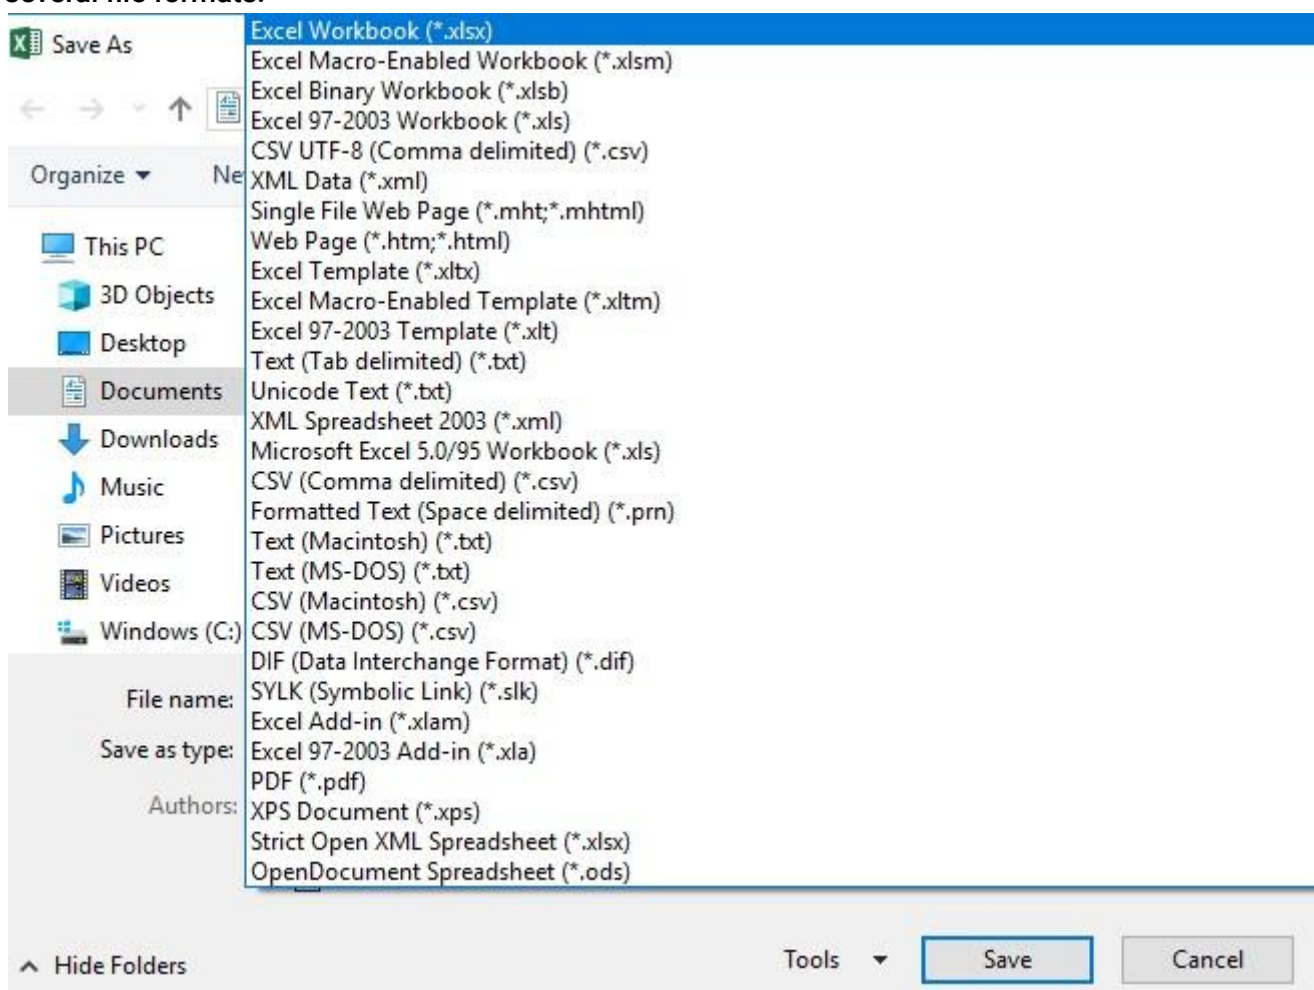 several file formats.
Save As
Organize
Ne
This PC
3D Objects
Desktop
Documents
Downloads
Music
Pictures
Videos
Windows (C:)
File name:
Save as type:
Authors:
Excel Workbook (*.xlsx)
Excel Macro-Enabled Workbook (*.xlsm)
Excel Binary Workbook (*.xlsb)
Excel 97-2003 Workbook (*.xls)
CSV UTF-8 (Comma delimited) (*.csv)
XML Data (*.xml)
Single File Web Page (*.mht;*.mhtml)
Web Page (*.htm;*.html)
Excel Template (*.xltx)
Excel Macro-Enabled Template (*.xltm)
Excel 97-2003 Template (*.xlt)
Text (Tab delimited) (*.txt)
Unicode Text (*.txt)
XML Spreadsheet 2003 (*.xml)
Microsoft Excel 5.0/95 Workbook (*.xls)
CSV (Comma delimited) (*.csv)
Formatted Text (Space delimited) (*.prn)
Text (Macintosh) (*.txt)
Text (MS-DOS) (*.txt)
CSV (Macintosh) (*.csv)
CSV (MS-DOS) (*.csv)
DIF (Data Interchange Format) (*.dif)
SYLK (Symbolic Link) (*.slk)
Excel Add-in (*.xlam)
Excel 97-2003 Add-in (*.xla)
PDF (*.pdf)
XPS Document (*.xps)
Strict Open XML Spreadsheet (*.xlsx)
OpenDocument Spreadsheet (*.ods)
Hide Folders
Tools
Save
Cancel